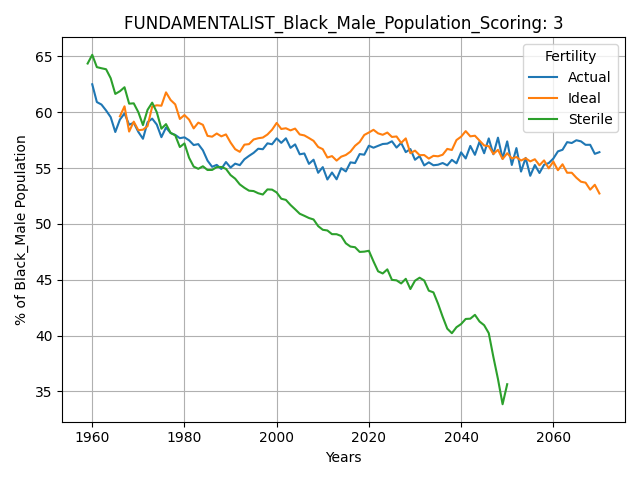 FUNDAMENTALIST_Black_Male_Population_Scoring: 3
% of Black_Male Population
65
60
55
50
45
40
35
Fertility
Actual
Ideal
Sterile
1960 1980 2000 2020 2040 2060
Years